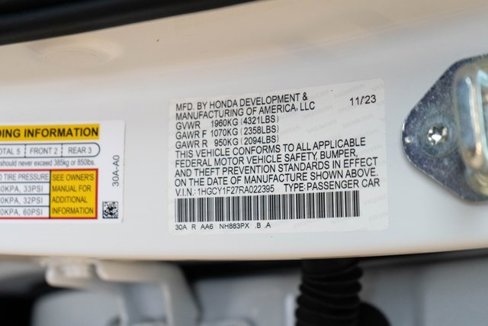 DING INFORMATION
TOTAL 5 FRONT 2 REAR 3
should never exceed 385kg or 850lbs.
D TIRE PRESSURE
0KPA, 33PSI
0KPA, 32PSI
0KPA, 60PSI
SEE OWNER'S
MANUAL FOR
ADDITIONAL
INFORMATION
30A-A0
MFD. BY HONDA DEVELOPMENT &
MANUFACTURING OF AMERICA, LLC 11/23
GVWR 1960KG (4321LBS)
GAWR F 1070KG (2358LBS)
GAWR R 950KG (2094LBS)
THIS VEHICLE CONFORMS TO ALL APPLICABLE
FEDERAL MOTOR VEHICLE SAFETY, BUMPER,
AND THEFT PREVENTION STANDARDS IN EFFECT
ON THE DATE OF MANUFACTURE SHOWN ABOVE.
V.I.N. 1HGCY1F27RA022395 TYPE PASSENGER CAR
30A R AA6 NH883PX .B .A